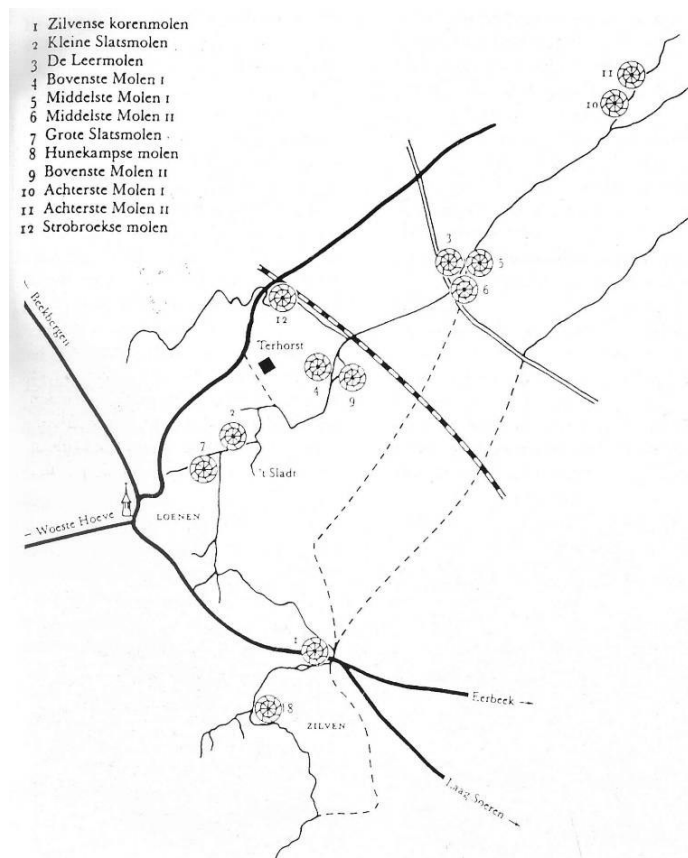 1 Zilvense korenmolen
2 Kleine Slatsmolen
3 De Leermolen
4 Bovenste Molen I
5 Middelste Molen I
6 Middelste Molen II
7 Grote Slatsmolen
8 Hunekampse molen
9 Bovenste Molen II
10 Achterste Molen I
11 Achterste Molen II
12 Strobroekse molen
11
10
3
5
6
12
Beekbergen
Terhorst
4
9
2
7
't Sladt
LOENEN
– Woeste Hoeve
1
Eerbeek →
18
ZILVEN
Laag Soeren →